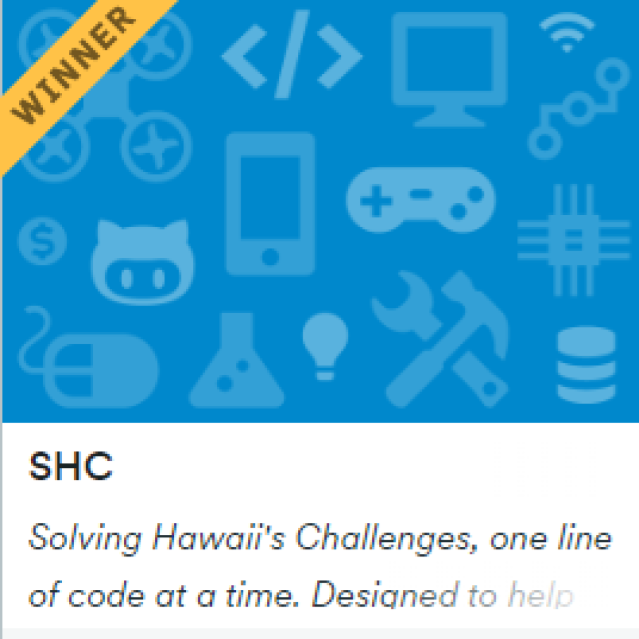 WINNER
</>
SHC
Solving Hawaii's Challenges, one line
of code at a time. Designed to help